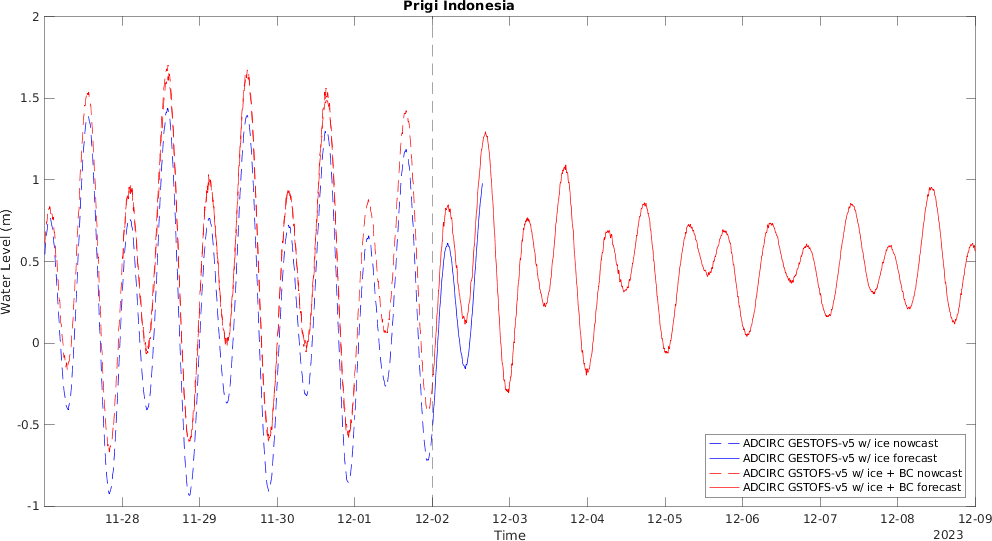 Prigi Indonesia
2
1.5
1
0.5
0
-0.5
-1
Water Level (m)
11-28
11-29
11-30
12-01
12-02
12-03
12-04
12-05
12-06
12-07
12-08
12-09
2023
Time
ADCIRC GESTOFS-v5 w/ ice nowcast
ADCIRC GESTOFS-v5 w/ ice forecast
ADCIRC GSTOFS-v5 w/ ice + BC nowcast
ADCIRC GSTOFS-v5 w/ ice + BC forecast